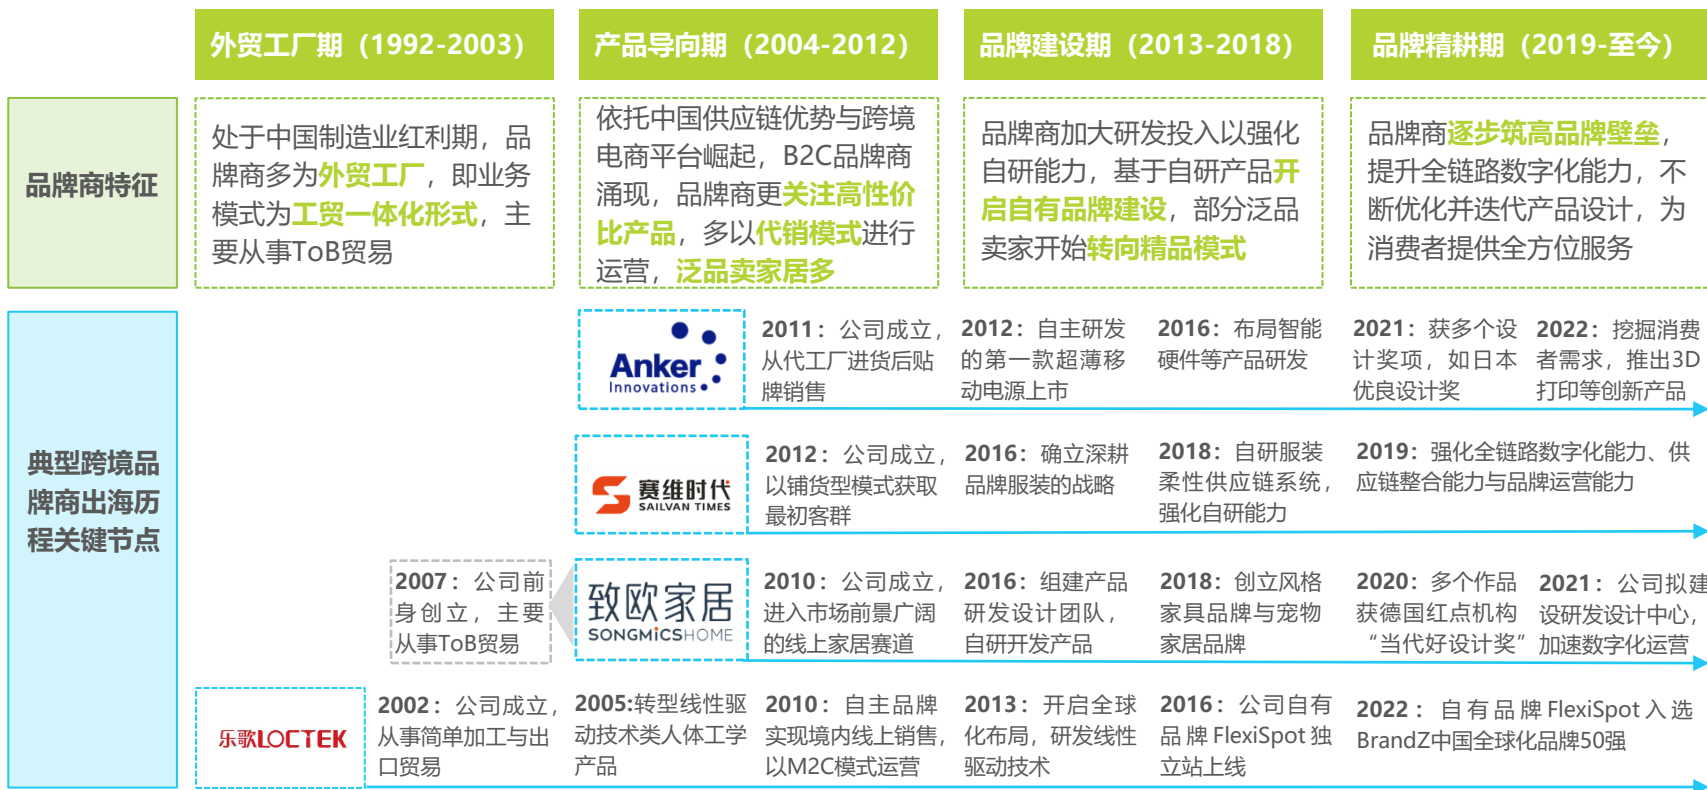 外贸工厂期（1992-2003）
产品导向期（2004-2012）
品牌建设期（2013-2018）
品牌精耕期（2019-至今）
品牌商特征
处于中国制造业红利期，品
牌商多为外贸工厂，即业务
模式为工贸一体化形式，主
要从事ToB贸易
依托中国供应链优势与跨境
电商平台崛起，B2C品牌商
涌现，品牌商更关注高性价
比产品，多以代销模式进行
运营，泛品卖家居多
品牌商加大研发投入以强化
自研能力，基于自研产品开
启自有品牌建设，部分泛品
卖家开始转向精品模式
品牌商逐步筑高品牌壁垒，
提升全链路数字化能力，不
断优化并迭代产品设计，为
消费者提供全方位服务
典型跨境品
牌商出海历
程关键节点
Anker
Innovations
2011：公司成立，
从代工厂进货后贴
牌销售
2012：自主研发
的第一款超薄移
动电源上市
2016：布局智能
硬件等产品研发
2021：获多个设
计奖项，如日本
优良设计奖
2022：挖掘消费
者需求，推出3D
打印等创新产品
赛维时代
SAILVAN TIMES
2012：公司成立，
以铺货型模式获取
最初客群
2016：确立深耕
品牌服装的战略
2018：自研服装
柔性供应链系统，
强化自研能力
2019：强化全链路数字化能力、供
应链整合能力与品牌运营能力
2007：公司前
身创立，主要
从事ToB贸易
致欧家居
SONGMICSHOME
2010：公司成立，
进入市场前景广阔
的线上家居赛道
2016：组建产品
研发设计团队，
自研开发产品
2018：创立风格
家具品牌与宠物
家居品牌
2020：多个作品
获德国红点机构
“当代好设计奖”
2021：公司拟建
设研发设计中心，
加速数字化运营
乐歌LOCTEK
2002：公司成立，
从事简单加工与出
口贸易
2005:转型线性驱
动技术类人体工学
产品
2010：自主品牌
实现境内线上销售，
以M2C模式运营
2013：开启全球
化布局，研发线性
驱动技术
2016：公司自有
品牌FlexiSpot独
立站上线
2022：自有品牌FlexiSpot入选
BrandZ中国全球化品牌50强